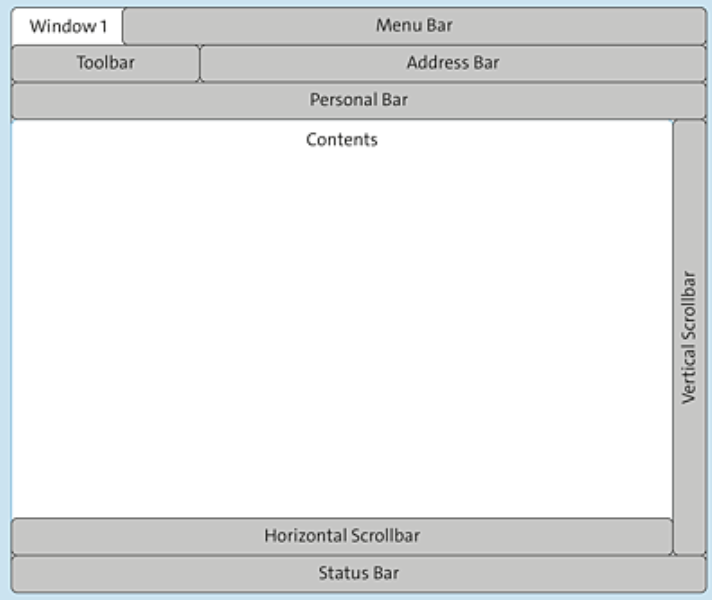 Window 1
Menu Bar
Toolbar
Address Bar
Personal Bar
Contents
Vertical Scrollbar
Horizontal Scrollbar
Status Bar